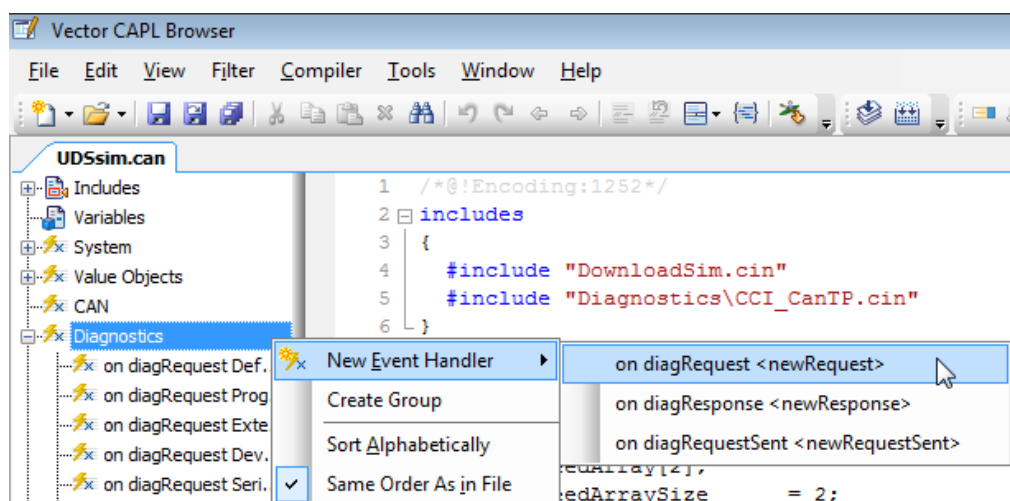 Vector CAPL Browser
File Edit View Filter Compiler Tools Window Help
UDSsim.can
Includes
Variables
System
Value Objects
CAN
Diagnostics
on diagRequest Def...
on diagRequest Prog
on diagRequest Exte
on diagRequest Dev...
on diagRequest Seri...
1 /*@!Encoding:1252*/
2 includes
3 {
4 #include "DownloadSim.cin"
5 #include "Diagnostics\CCI_CanTP.cin"
6 }
New Event Handler
Create Group
Sort Alphabetically
Same Order As in File
on diagRequest <newRequest>
on diagResponse <newResponse>
on diagRequestSent <newRequestSent>
edArray[2];
edArraySize = 2;